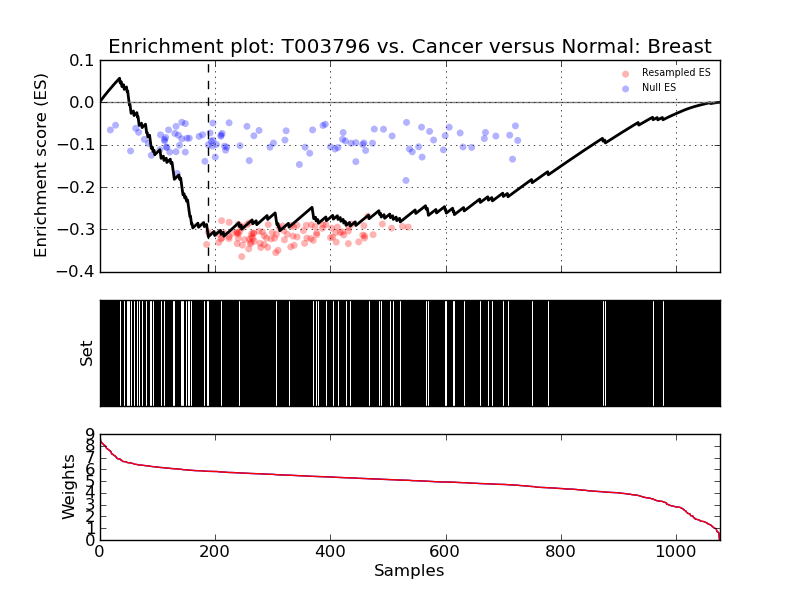 Enrichment plot: T003796 vs. Cancer versus Normal: Breast
Enrichment score (ES)
0.1
0.0
−0.1
−0.2
−0.3
−0.4
Resampled ES
Null ES
Set
Weights
9
8
7
6
5
4
3
2
1
0
0 200 400 600 800 1000
Samples